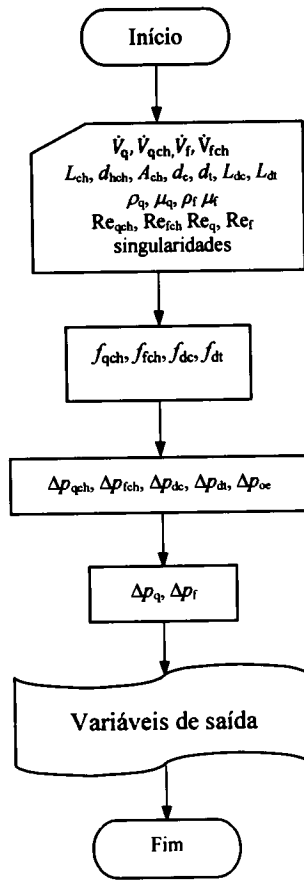 Início
V̇q, V̇qch, V̇f, V̇fch
Lch, dhch, Ach, dc, dt, Ldc, Ldt
ρq, μq, ρf μf
Reqch, Refch Req, Ref
singularidades
fqch, ffch, fdc, fdt
Δpqch, Δpfch, Δpdc, Δpdt, Δpoe
Δpq, Δpf
Variáveis de saída
Fim